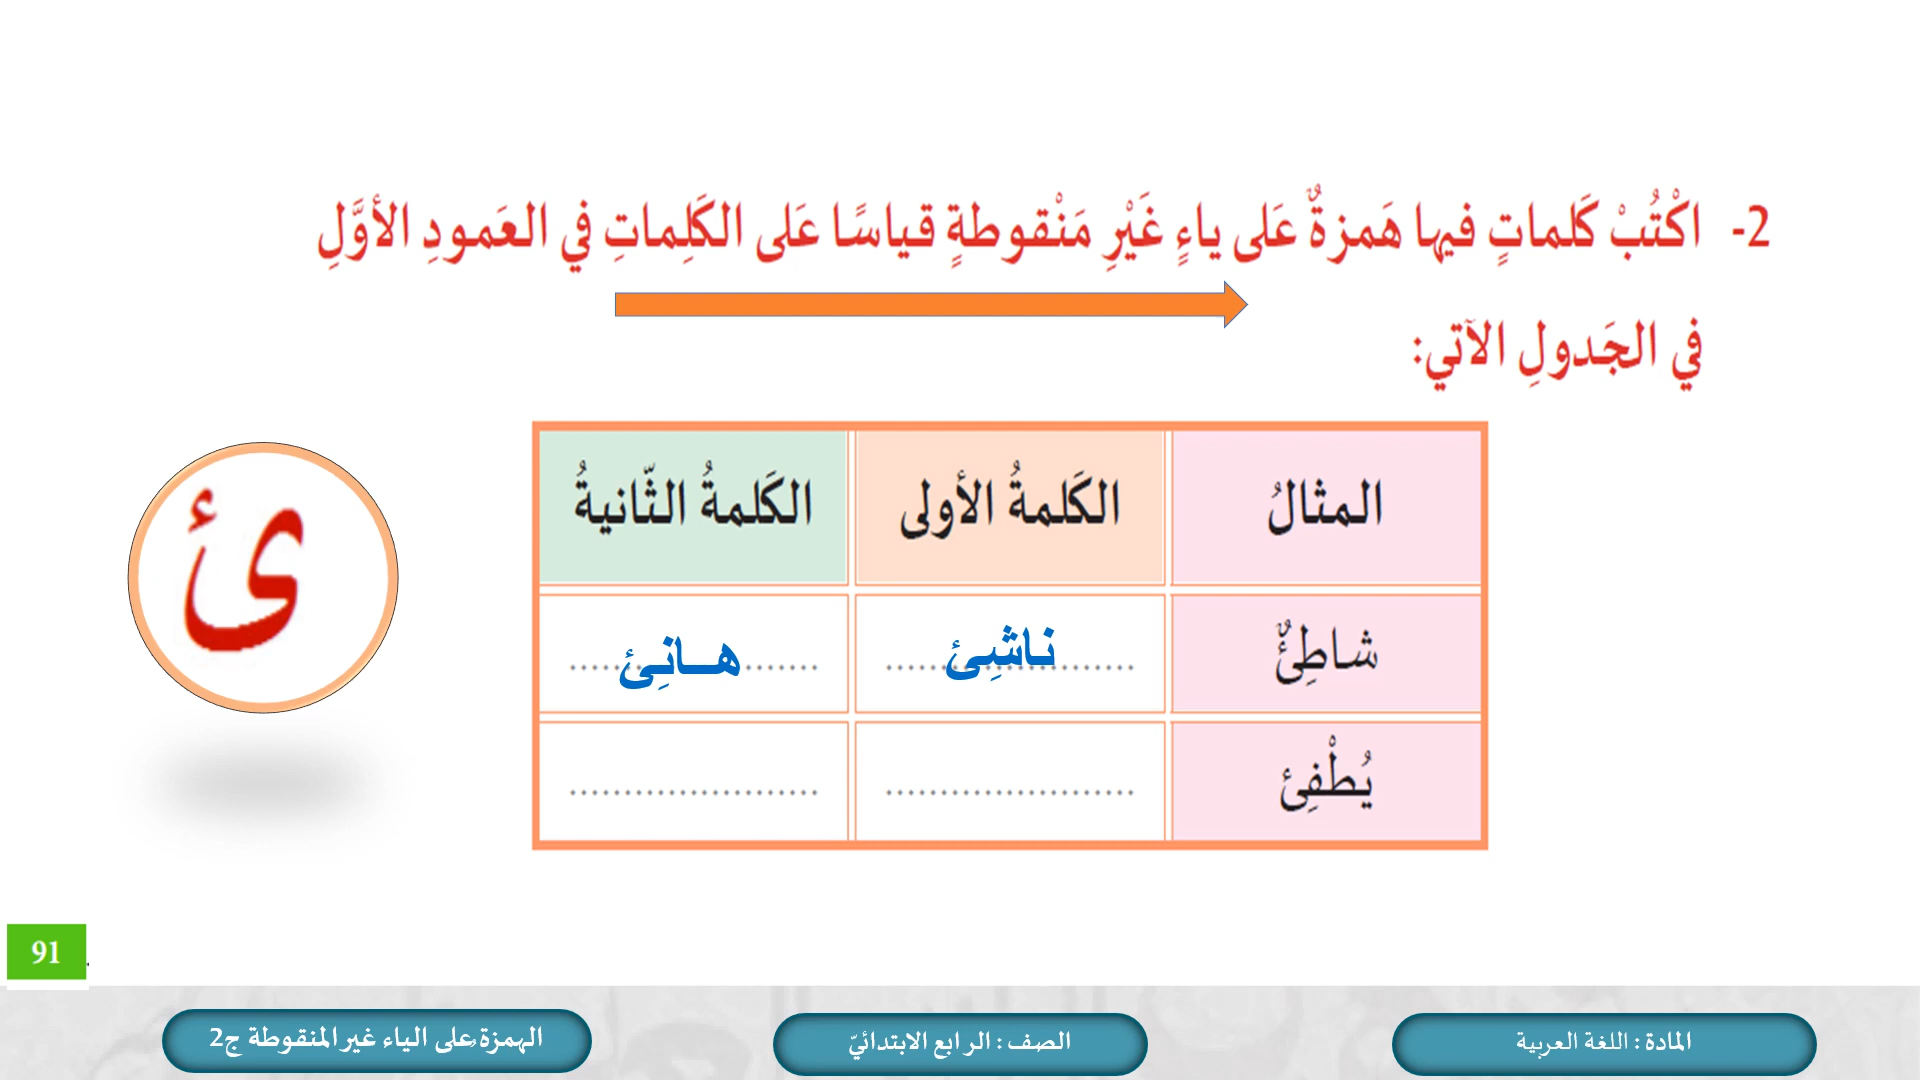 2- اكْتُبْ كَلماتٍ فيها هَمزةٌ عَلى ياءٍ غَيْرِ مَنْقوطةٍ قياسًا عَلى الكَلِماتِ في العَمودِ الأوَّلِ
في الجَدولِ الآتي:
المثالُ الكَلمةُ الأولى الكَلمةُ الثّانيةُ
شاطِئٌ ناشِئ هــانِئ
يُطْفِئ ...................... ......................
ئ
91
المادة : اللغة العربية
الصف : الرابع الابتدائيّ
الهمزة على الياء غير المنقوطة ج2